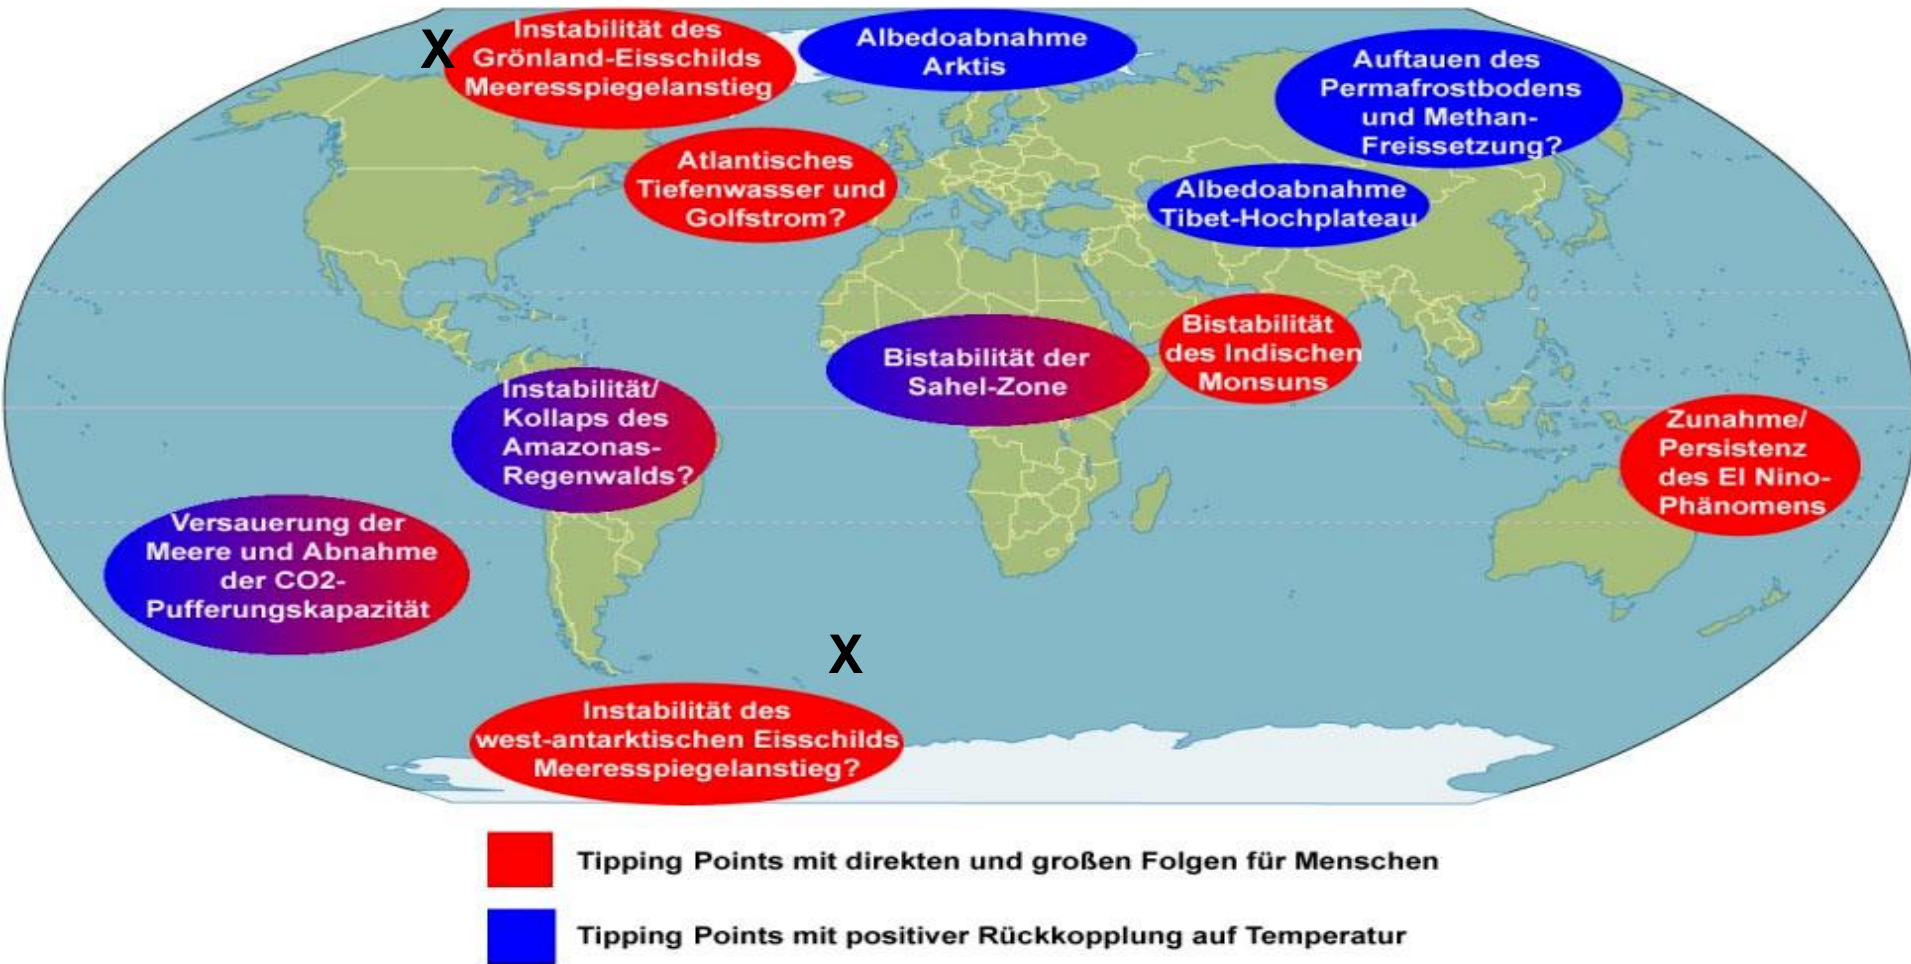 X
Instabilität des
Grönland-Eisschilds
Meeresspiegelanstieg
Albedoabnahme
Arktis
Auftauen des
Permafrostbodens
und Methan-
Freissetzung?
Atlantisches
Tiefenwasser und
Golfstrom?
Albedoabnahme
Tibet-Hochplateau
Bistabilität der
Sahel-Zone
Bistabilität
des Indischen
Monsuns
Instabilität/
Kollaps des
Amazonas-
Regenwalds?
Zunahme/
Persistenz
des El Nino-
Phänomens
Versauerung der
Meere und Abnahme
der CO2-
Pufferungskapazität
X
Instabilität des
west-antarktischen Eisschilds
Meeresspiegelanstieg?
Tipping Points mit direkten und großen Folgen für Menschen
Tipping Points mit positiver Rückkopplung auf Temperatur